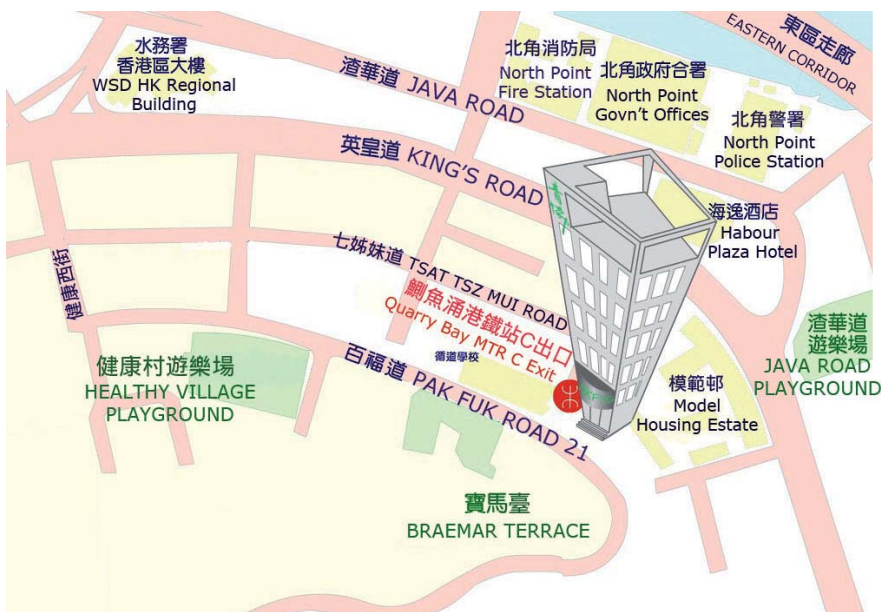 東區走廊
EASTERN CORRIDOR
水務署
香港區大樓
WSD HK Regional
Building
渣華道 JAVA ROAD
北角消防局
North Point
Fire Station
北角政府合署
North Point
Govn't Offices
北角警署
North Point
Police Station
英皇道 KING'S ROAD
海逸酒店
Habour
Plaza Hotel
七姊妹道 TSAT TSZ MUI ROAD
健康西街
鰂魚涌港鐵站C出口
Quarry Bay MTR C Exit
循道學校
渣華道
遊樂場
JAVA ROAD
PLAYGROUND
健康村遊樂場
HEALTHY VILLAGE
PLAYGROUND
百福道 PAK FUK ROAD 21
模範邨
Model
Housing Estate
寶馬臺
BRAEMAR TERRACE